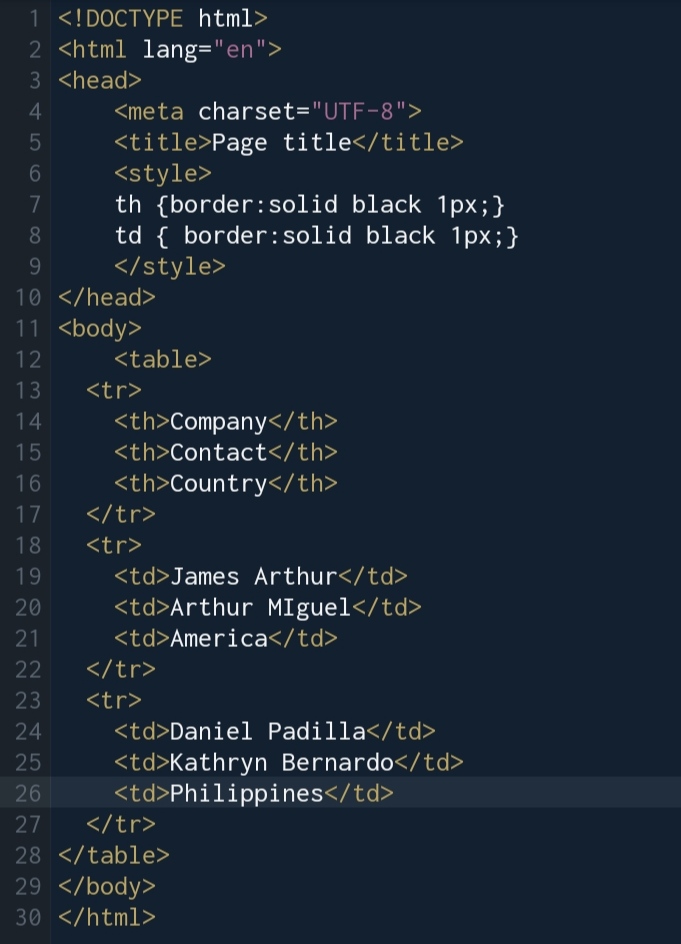 1 <!DOCTYPE html>
2 <html lang="en">
3 <head>
4     <meta charset="UTF-8">
5     <title>Page title</title>
6     <style>
7     th {border:solid black 1px;}
8     td { border:solid black 1px;}
9     </style>
10 </head>
11 <body>
12     <table>
13   <tr>
14     <th>Company</th>
15     <th>Contact</th>
16     <th>Country</th>
17   </tr>
18   <tr>
19     <td>James Arthur</td>
20     <td>Arthur MIguel</td>
21     <td>America</td>
22   </tr>
23   <tr>
24     <td>Daniel Padilla</td>
25     <td>Kathryn Bernardo</td>
26     <td>Philippines</td>
27   </tr>
28 </table>
29 </body>
30 </html>